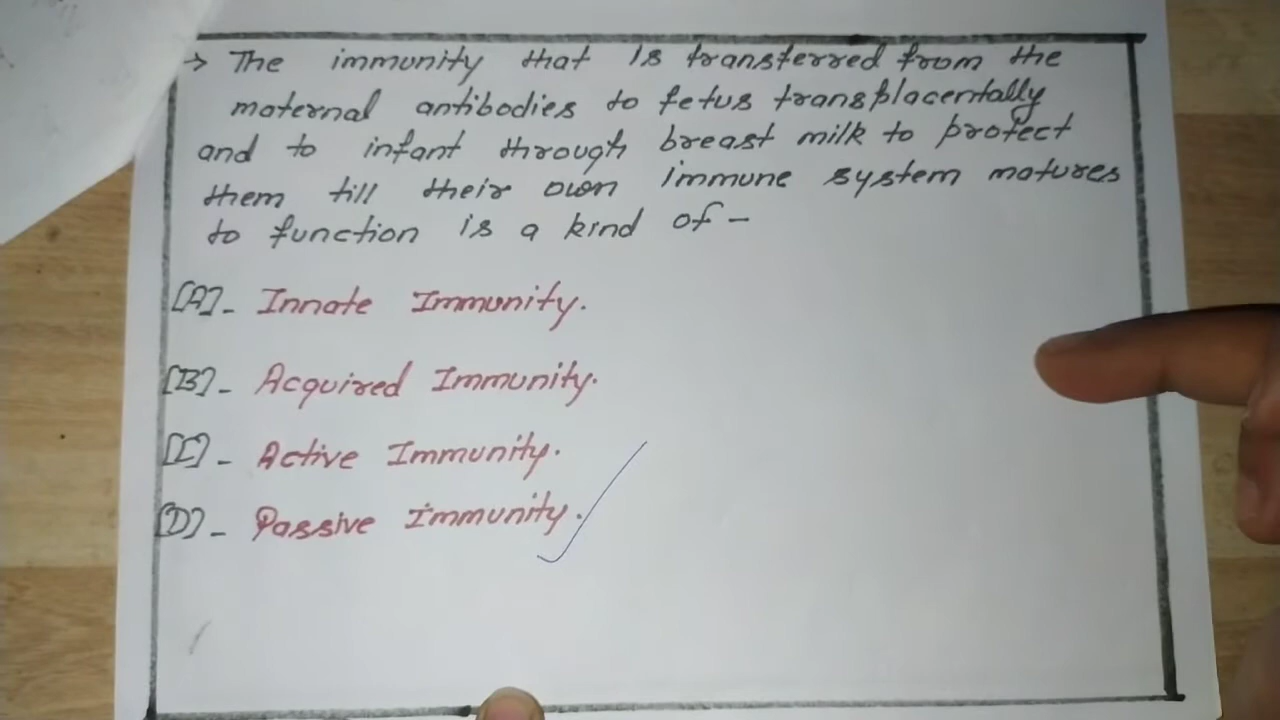 → The immunity that is transferred from the
maternal antibodies to fetus transplacentally
and to infant through breast milk to protect
them till their own immune system matures
to function is a kind of -
[A]- Innate Immunity.
[B]- Acquired Immunity.
[C]- Active Immunity.
[D]- Passive Immunity.